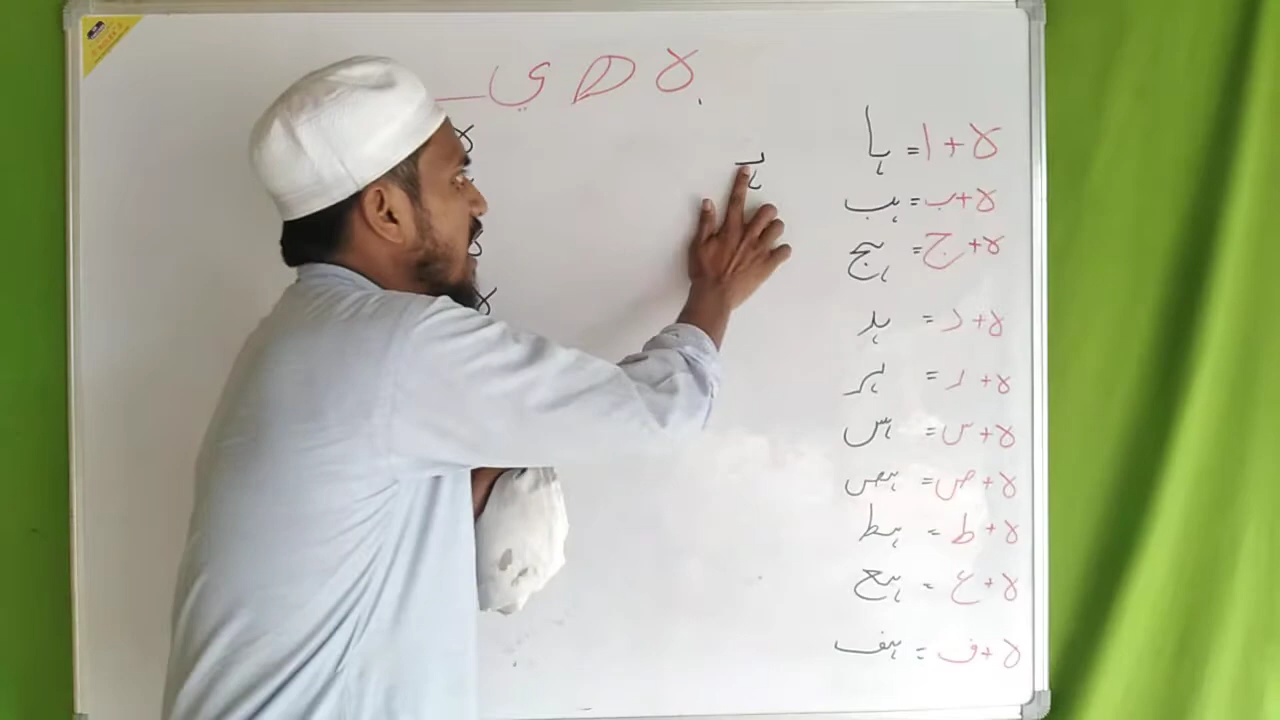 ہ ھ ي
ہ+ا= ہا
ہ+ب= ہب
ہ+ج= ہج
ہ+د= ہد
ہ+ر= ہر
ہ+س= ہس
ہ+ص= ہص
ہ+ط= ہط
ہ+ع= ہع
ہ+ف= ہف